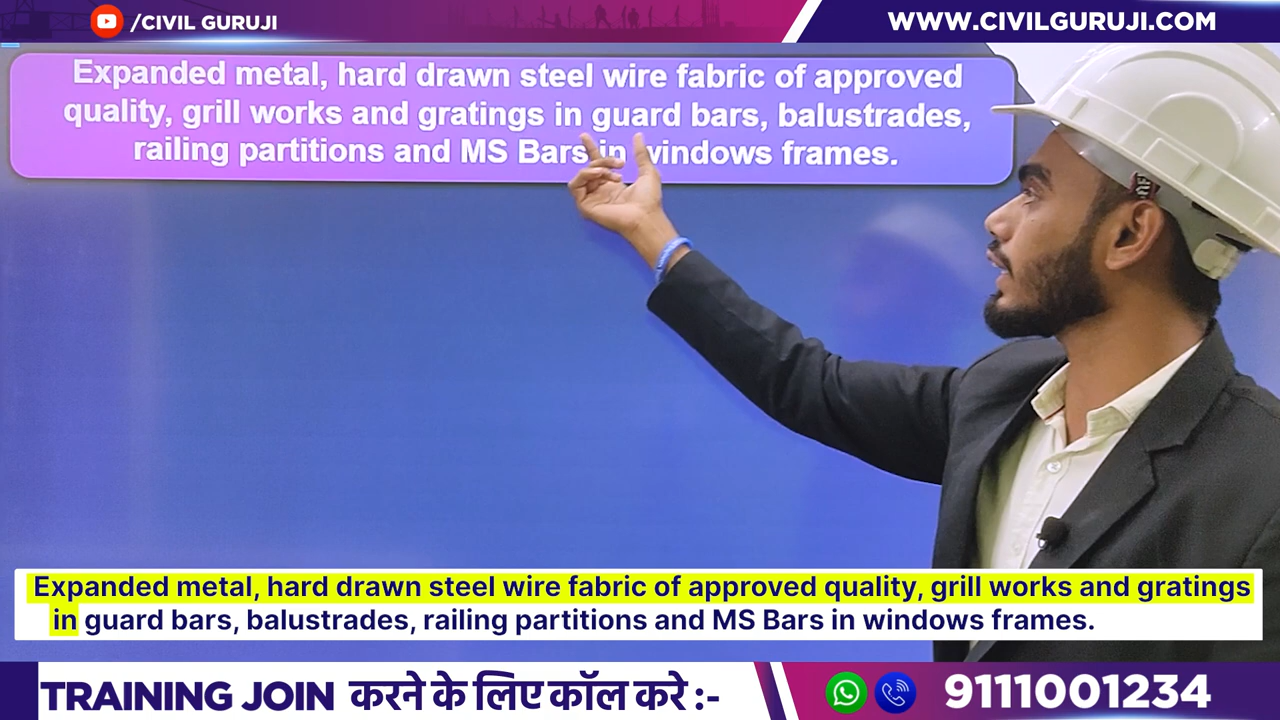 /CIVIL GURUJI
WWW.CIVILGURUJI.COM
Expanded metal, hard drawn steel wire fabric of approved
quality, grill works and gratings in guard bars, balustrades,
railing partitions and MS Bars in windows frames.
Expanded metal, hard drawn steel wire fabric of approved quality, grill works and gratings
in guard bars, balustrades, railing partitions and MS Bars in windows frames.
TRAINING JOIN करने के लिए कॉल करे :-
9111001234